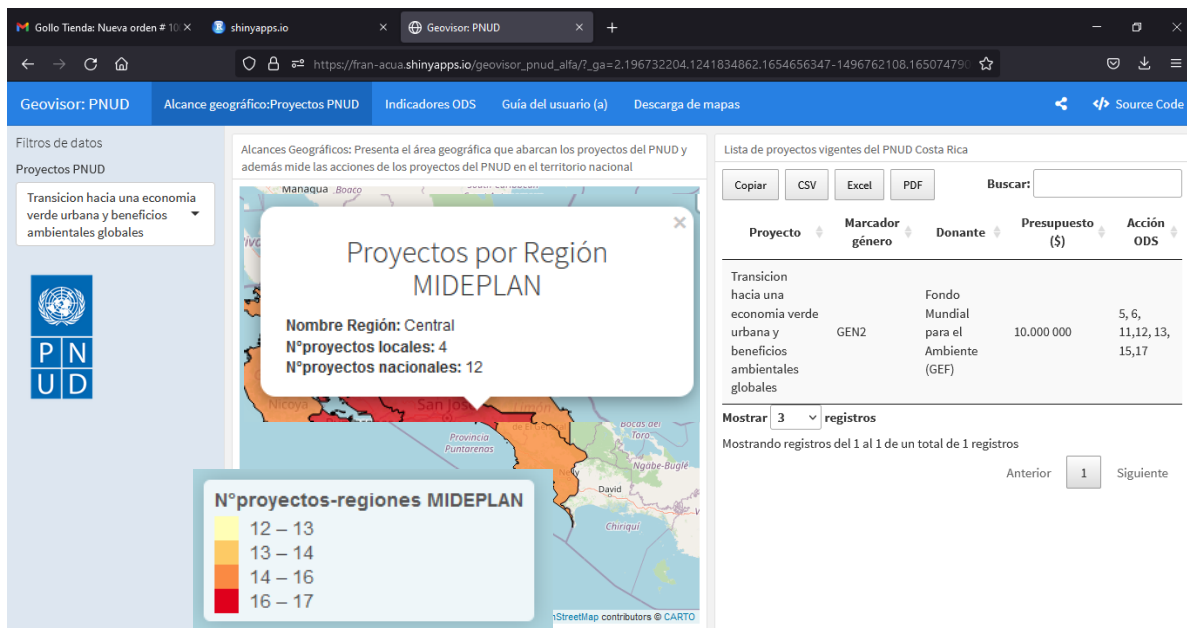 Gollo Tienda: Nueva orden # 10
shinyapps.io
Geovisor: PNUD
https://fran-acua.shinyapps.io/geovisor_pnud_alfa/?_ga=2.196732204.1241834862.1654656347-1496762108.165074790
Geovisor: PNUD
Alcance geográfico:Proyectos PNUD
Indicadores ODS
Guía del usuario (a)
Descarga de mapas
Source Code
Filtros de datos
Proyectos PNUD
Transicion hacia una economia
verde urbana y beneficios
ambientales globales
P N
U D
Alcances Geográficos: Presenta el área geográfica que abarcan los proyectos del PNUD y
además mide las acciones de los proyectos del PNUD en el territorio nacional
Managua
Boaco
Proyectos por Región
MIDEPLAN
Nombre Región: Central
N°proyectos locales: 4
N°proyectos nacionales: 12
Nicoya
San José
Limón
de El General
Bocas del
Toro
Provincia
Puntarenas
Ngäbe-Buglé
David
Chiriquí
N°proyectos-regiones MIDEPLAN
12 – 13
13 – 14
14 – 16
16 – 17
StreetMap contributors © CARTO
Lista de proyectos vigentes del PNUD Costa Rica
Copiar
CSV
Excel
PDF
Buscar:
Proyecto
Marcador
género
Donante
Presupuesto
($)
Acción
ODS
Transicion
hacia una
economia verde
urbana y
beneficios
ambientales
globales
GEN2
Fondo
Mundial
para el
Ambiente
(GEF)
10.000 000
5, 6,
11,12, 13,
15,17
Mostrar 3 registros
Mostrando registros del 1 al 1 de un total de 1 registros
Anterior
1
Siguiente